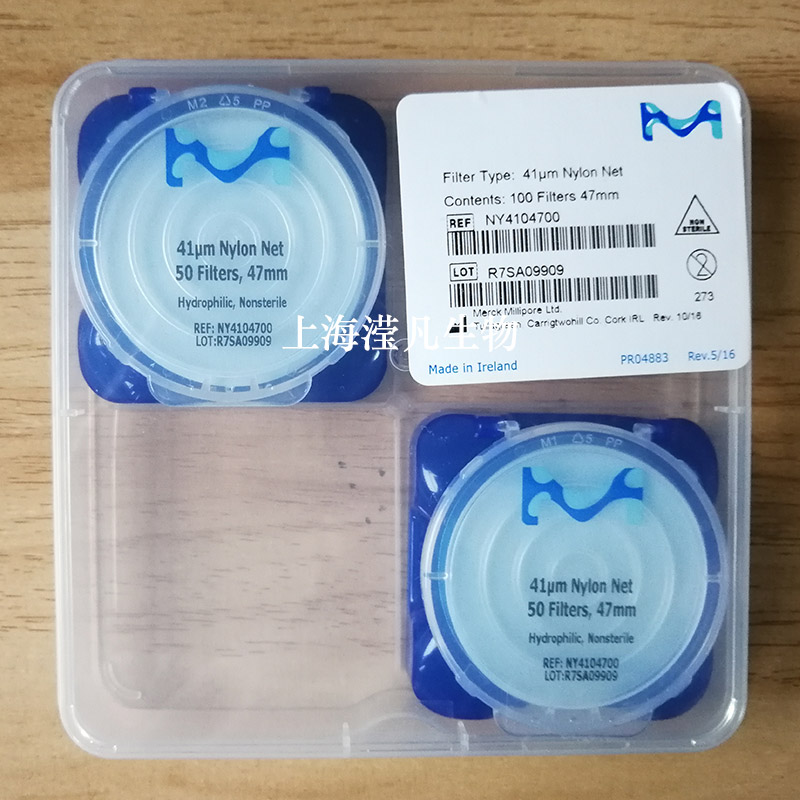 M2 5 PP
41µm Nylon Net
50 Filters, 47mm
Hydrophilic, Nonsterile
REF: NY4104700
LOT:R7SA09909
Filter Type: 41µm Nylon Net
Contents: 100 Filters 47mm
REF NY4104700
NON
STERILE
LOT R7SA09909
2
273
Merck Millipore Ltd.
Carrigtwohill Co. Cork IRL Rev. 10/16
PR04883 Rev.5/16
Made in Ireland
上海滢凡生物
M1 5 PP
41µm Nylon Net
50 Filters, 47mm
Hydrophilic, Nonsterile
REF: NY4104700
LOT:R7SA09909